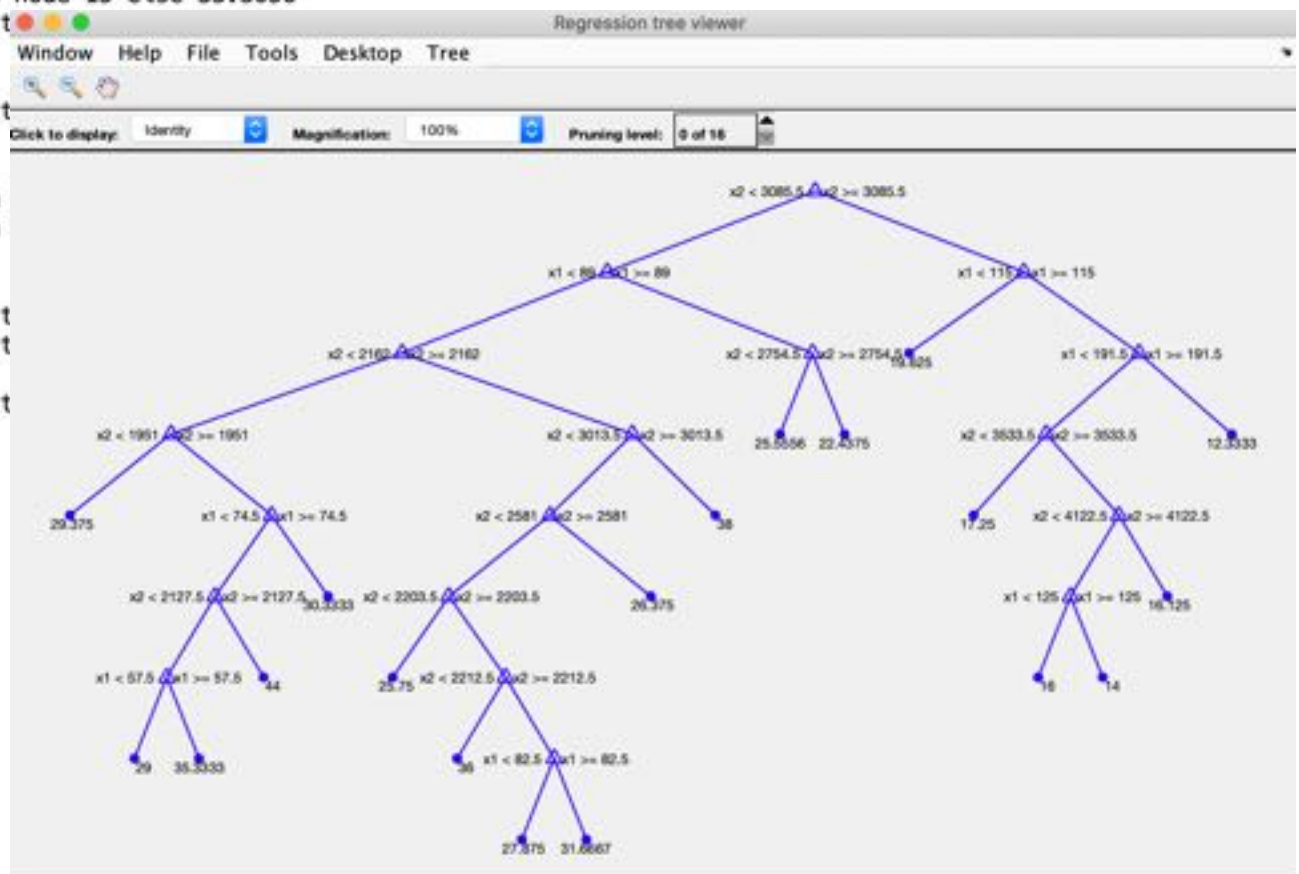 Regression tree viewer
Window Help File Tools Desktop Tree
Click to display: Identity Magnification: 100% Pruning level: 0 of 16
x2 < 3085.5 x2 >= 3085.5
x1 < 89 x1 >= 89 x1 < 115 x1 >= 115
x2 < 2162 x2 >= 2162 x2 < 2754.5 x2 >= 2754.5 19.625 x1 < 191.5 x1 >= 191.5
x2 < 1951 x2 >= 1951 x2 < 3013.5 x2 >= 3013.5 25.5556 22.4375 x2 < 3533.5 x2 >= 3533.5 12.3333
29.375 x1 < 74.5 x1 >= 74.5 x2 < 2581 x2 >= 2581 38 17.25 x2 < 4122.5 x2 >= 4122.5
x2 < 2127.5 x2 >= 2127.5 30.3333 x2 < 2203.5 x2 >= 2203.5 26.375 x1 < 125 x1 >= 125 16.125
x1 < 57.5 x1 >= 57.5 44 25.75 x2 < 2212.5 x2 >= 2212.5 16 14
29 35.3333 36 x1 < 82.5 x1 >= 82.5
27.875 31.6667